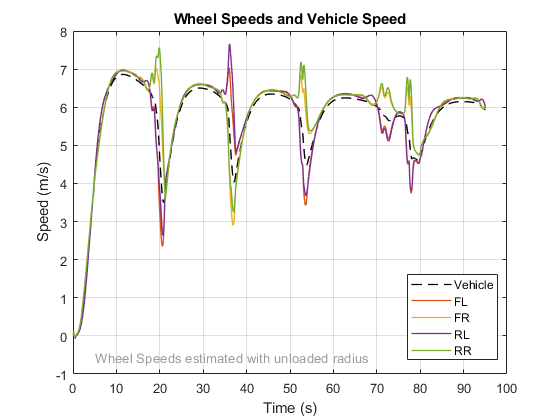 Wheel Speeds and Vehicle Speed
8
7
6
5
4
3
2
1
0
-1
Speed (m/s)
Vehicle
FL
FR
RL
RR
Wheel Speeds estimated with unloaded radius
0 10 20 30 40 50 60 70 80 90 100
Time (s)